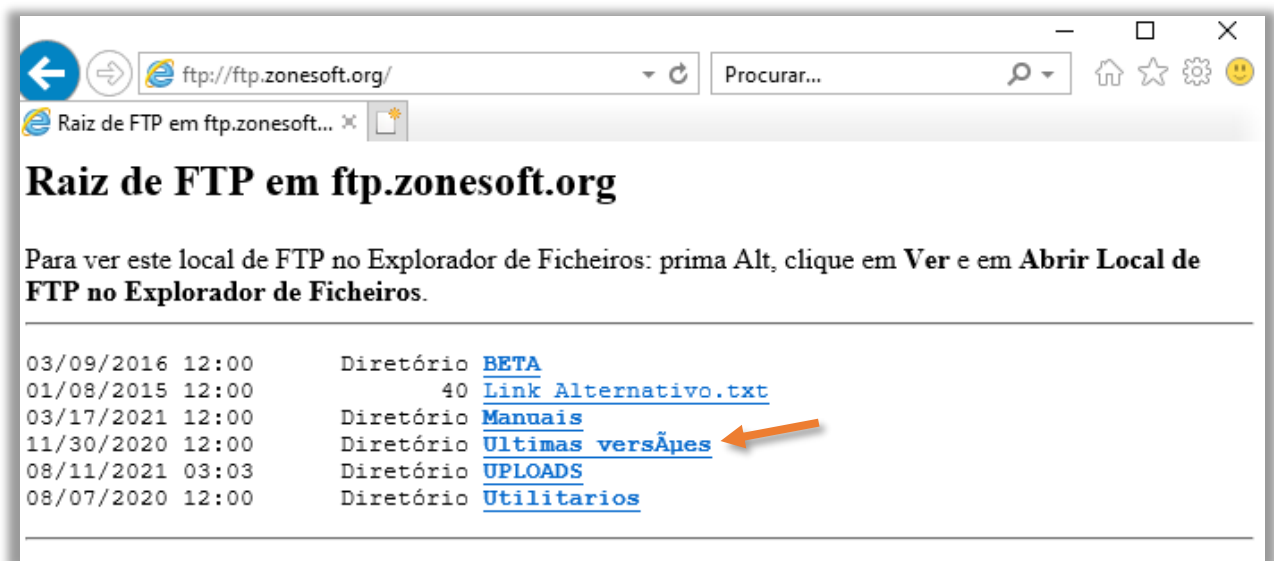 ftp://ftp.zonesoft.org/ Procurar...
Raiz de FTP em ftp.zonesoft...
Raiz de FTP em ftp.zonesoft.org
Para ver este local de FTP no Explorador de Ficheiros: prima Alt, clique em Ver e em Abrir Local de
FTP no Explorador de Ficheiros.
03/09/2016 12:00 Diretório BETA
01/08/2015 12:00 40 Link Alternativo.txt
03/17/2021 12:00 Diretório Manuais
11/30/2020 12:00 Diretório Ultimas versÃµes
08/11/2021 03:03 Diretório UPLOADS
08/07/2020 12:00 Diretório Utilitarios